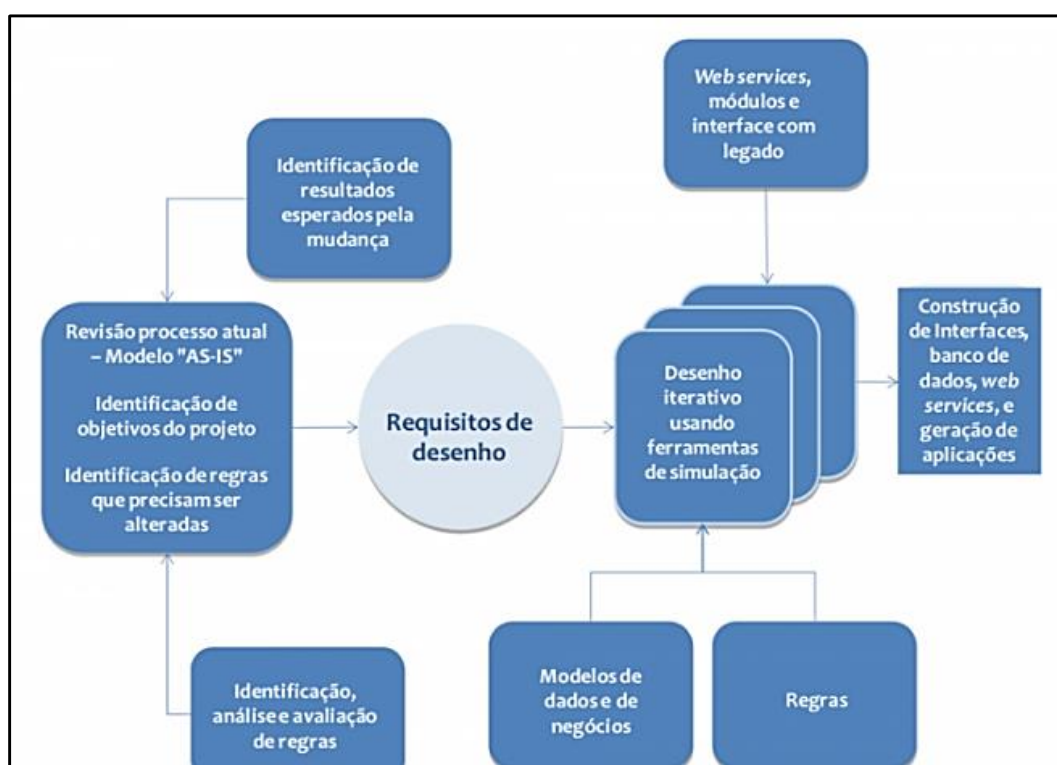 Web services,
módulos e
interface com
legado
Identificação de
resultados
esperados pela
mudança
Revisão processo atual
– Modelo "AS-IS"
Identificação de
objetivos do projeto
Identificação de regras
que precisam ser
alteradas
Requisitos de
desenho
Desenho
iterativo
usando
ferramentas
de simulação
Construção
de Interfaces,
banco de
dados, web
services, e
geração de
aplicações
Identificação,
análise e avaliação
de regras
Modelos de
dados e de
negócios
Regras